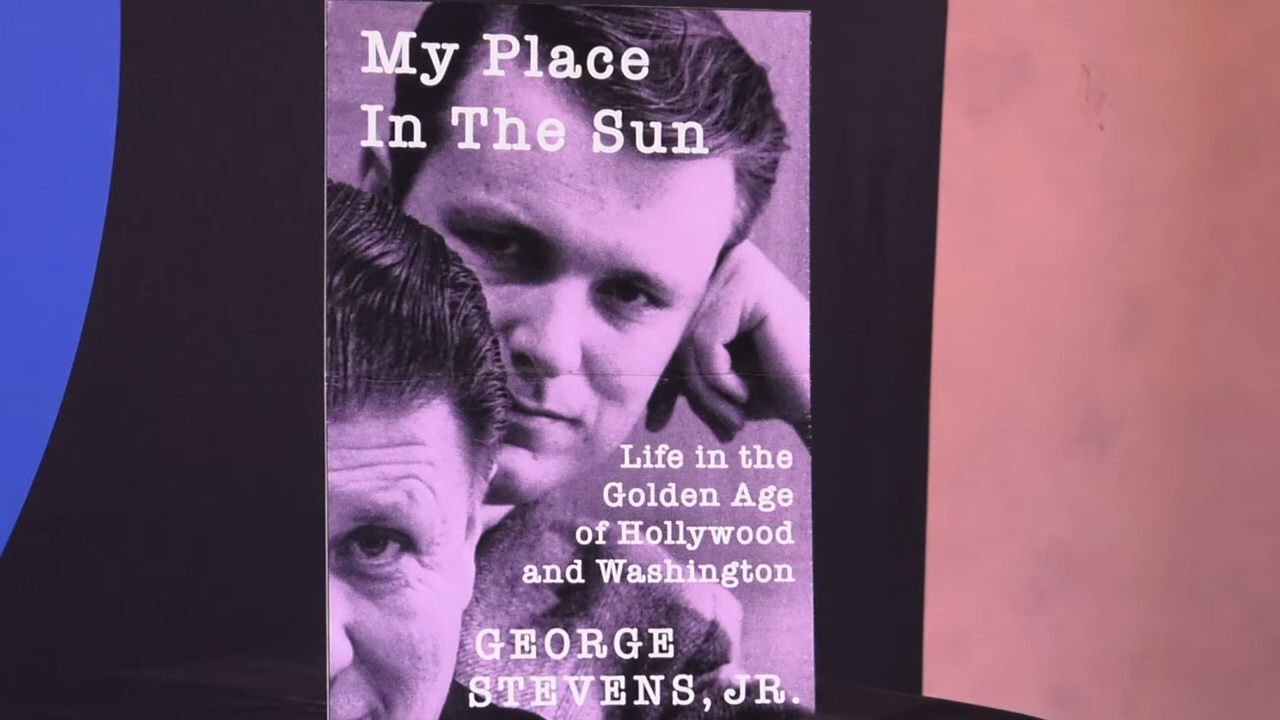 My Place
In The Sun
Life in the
Golden Age
of Hollywood
and Washington
GEORGE
STEVENS, JR.